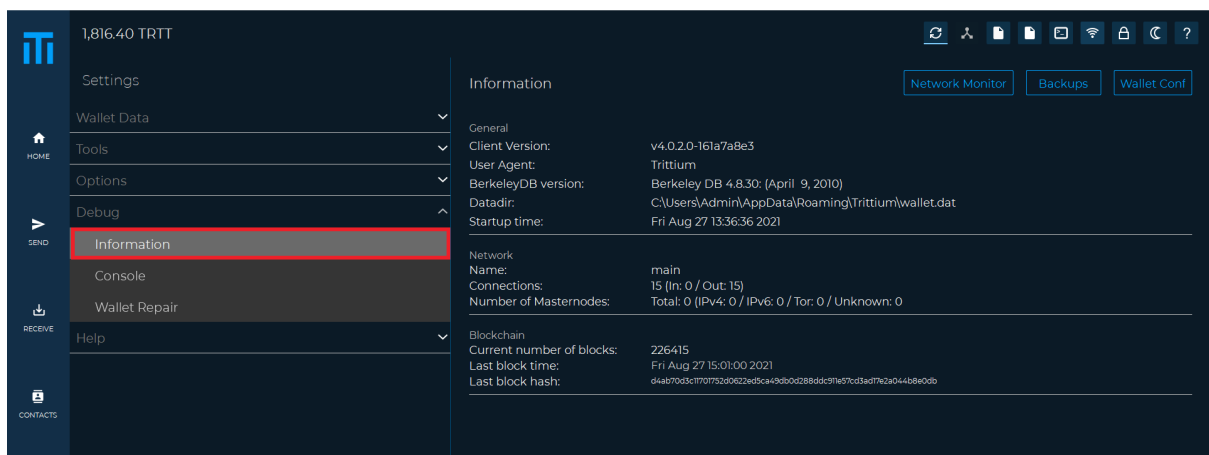 1,816.40 TRTT
?
HOME
SEND
RECEIVE
CONTACTS
Settings
Wallet Data
Tools
Options
Debug
Information
Console
Wallet Repair
Help
Information
Network Monitor
Backups
Wallet Conf
General
Client Version: v4.0.2.0-161a7a8e3
User Agent: Trittium
BerkeleyDB version: Berkeley DB 4.8.30: (April 9, 2010)
Datadir: C:\Users\Admin\AppData\Roaming\Trittium\wallet.dat
Startup time: Fri Aug 27 13:36:36 2021
Network
Name: main
Connections: 15 (In: 0 / Out: 15)
Number of Masternodes: Total: 0 (IPv4: 0 / IPv6: 0 / Tor: 0 / Unknown: 0
Blockchain
Current number of blocks: 226415
Last block time: Fri Aug 27 15:01:00 2021
Last block hash: d4ab70d3c11701752d0622ed5ca49db0d288ddc911e57cd3ad17e2a044b8e0db